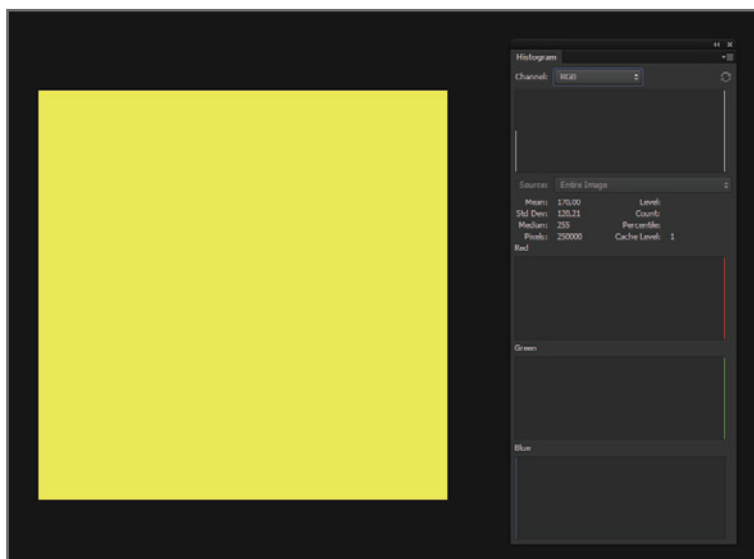 Histogram
Channel: RGB
Source: Entire Image
Mean: 170,00 Level:
Std Dev: 120,21 Count:
Median: 255 Percentile:
Pixels: 250000 Cache Level: 1
Red
Green
Blue